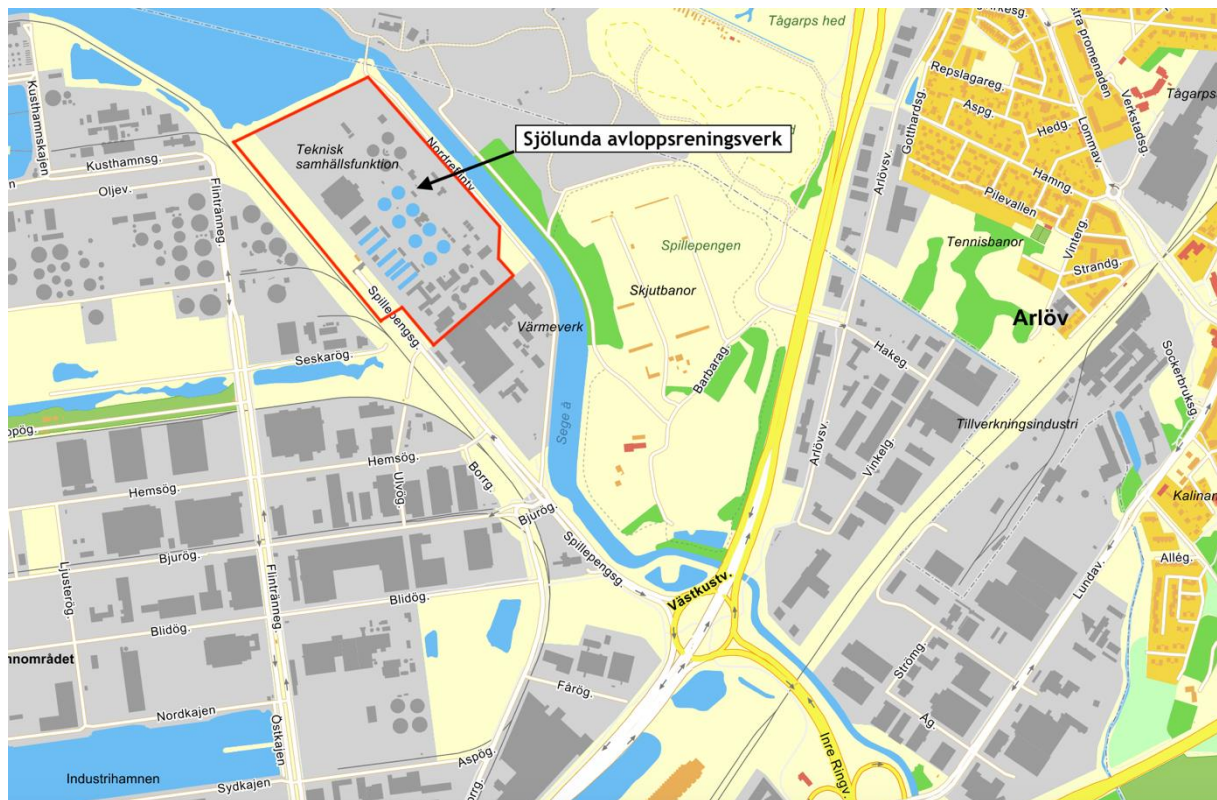 Tågarps hed
Repslagareg.
Aspg.
Hedg.
Verkstadsg.
Lommav.
Hamng.
Pilevallen
Vinterg.
Strandg.
Gotthardsg.
Arlövsv.
Tennisbanor
Arlöv
Kusthamnskajen
Kusthamnsg.
Oljev.
Flintränneg.
Teknisk
samhällsfunktion
Sjölunda avloppsreningsverk
Spillepengen
Skjutbanor
Värmeverk
Sege å
Barbarag.
Hakeg.
Arlövsv.
Vinkelg.
Tillverkningsindustri
Sockerbruksg.
Spillepengsg.
Seskarög.
Hemsög.
Hemsög.
Ulvög.
Borrg.
Bjurög.
Bjurög.
Spillepengsg.
Västkustv.
Ljusterög.
Flintränneg.
Blidög.
Blidög.
Lundav.
Allég.
Strömg.
Ag.
Fårög.
Nordkajen
Östkajen
Aspög.
Inre Ringv.
Industrihamnen
Sydkajen